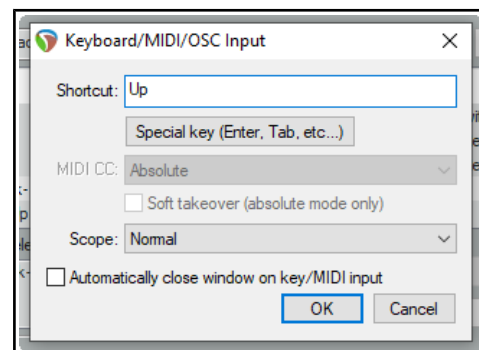 Keyboard/MIDI/OSC Input
Shortcut: Up
Special key (Enter, Tab, etc...)
MIDI CC: Absolute
Soft takeover (absolute mode only)
Scope: Normal
Automatically close window on key/MIDI input
OK Cancel